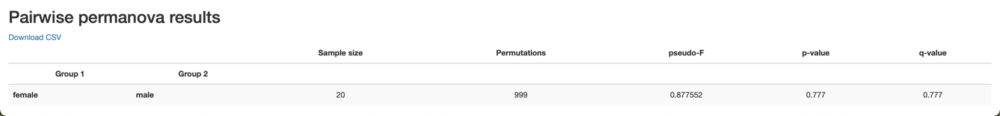 Pairwise permanova results
Download CSV
Sample size Permutations pseudo-F p-value q-value
Group 1 Group 2
female male 20 999 0.877552 0.777 0.777